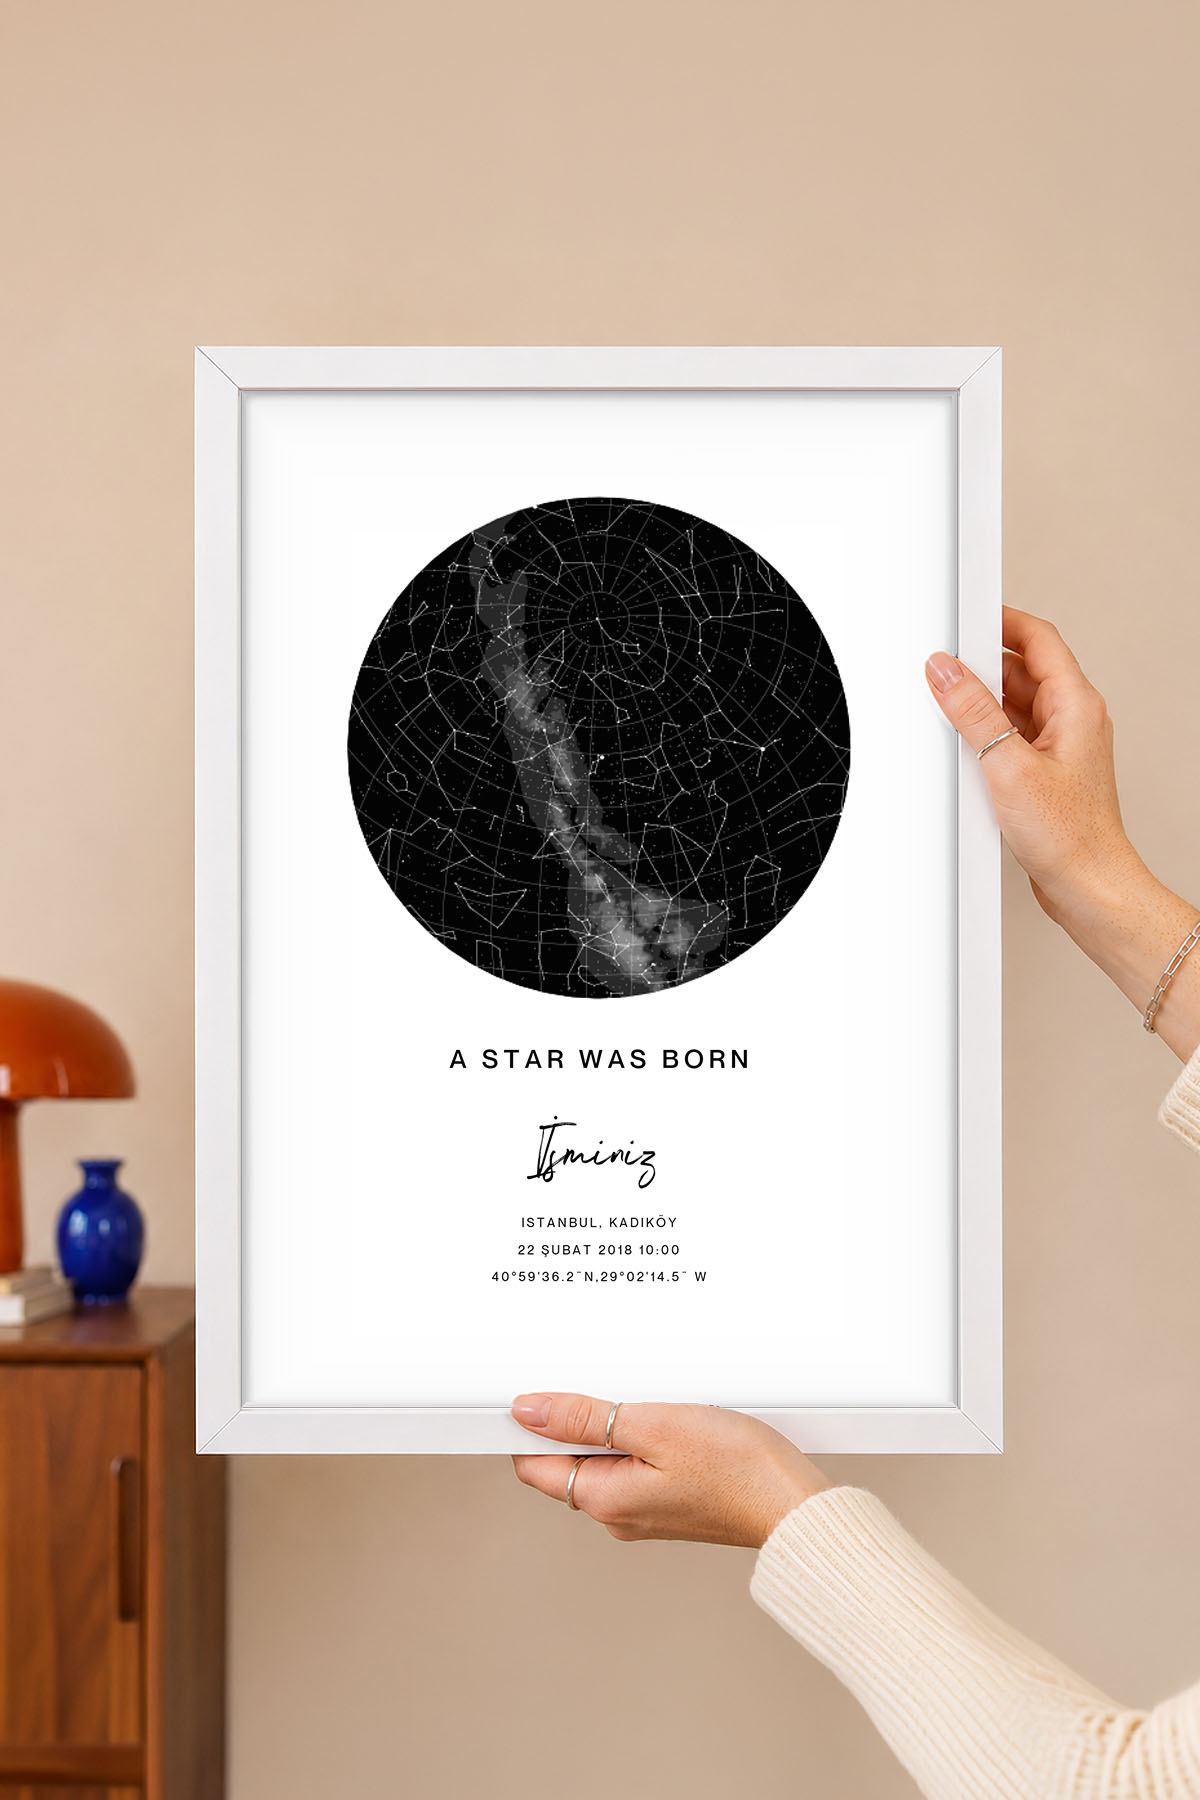 A STAR WAS BORN
İsminiz
ISTANBUL, KADIKÖY
22 ŞUBAT 2018 10:00
40°59'36.2¨N,29°02'14.5¨ W